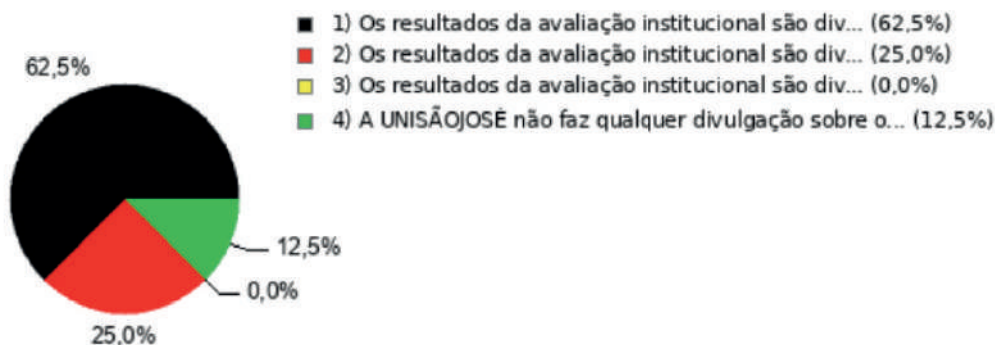 1) Os resultados da avaliação institucional são div... (62,5%)
2) Os resultados da avaliação institucional são div... (25,0%)
3) Os resultados da avaliação institucional são div... (0,0%)
4) A UNISÃOJOSÉ não faz qualquer divulgação sobre o... (12,5%)
62,5%
12,5%
0,0%
25,0%